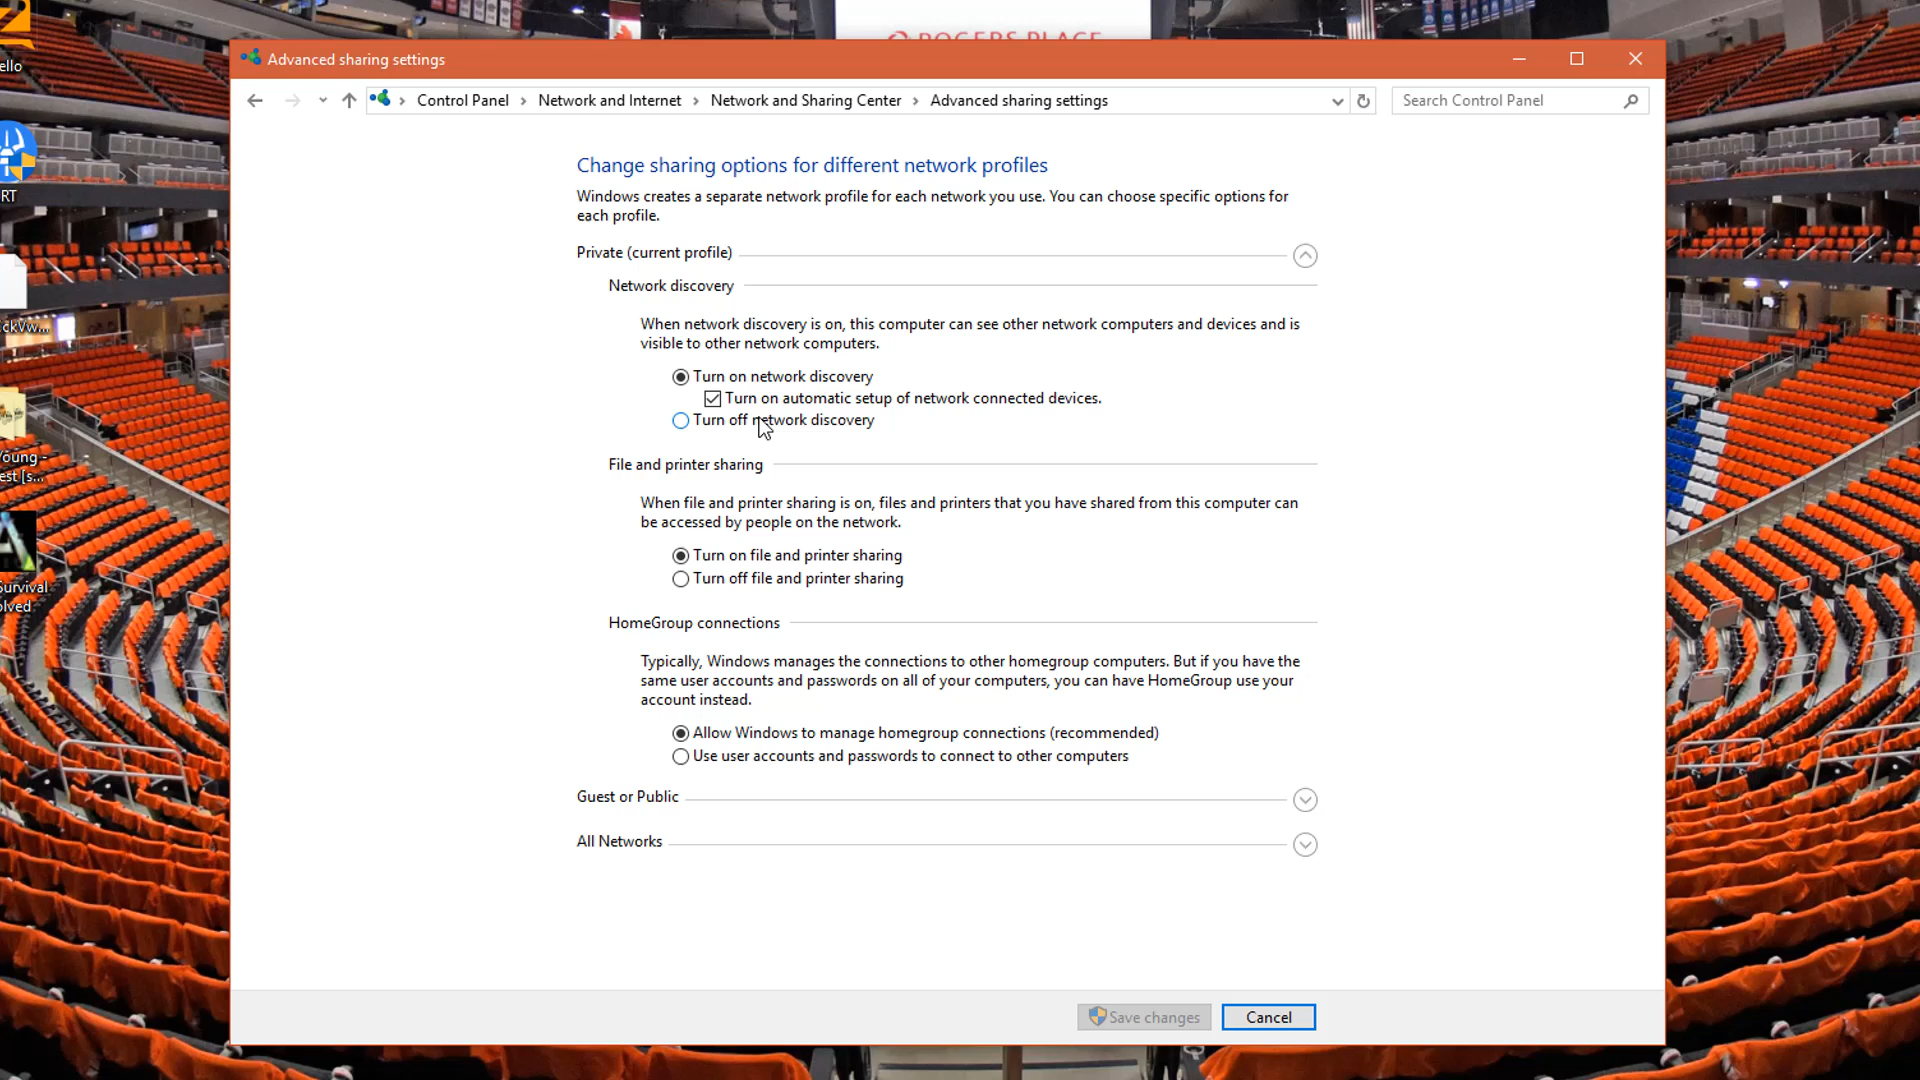 ROGERS PLACE
ello
RT
ckVw...
Young -
est [s...
Survival
olved
Advanced sharing settings
Control Panel > Network and Internet > Network and Sharing Center > Advanced sharing settings
Search Control Panel
Change sharing options for different network profiles
Windows creates a separate network profile for each network you use. You can choose specific options for
each profile.
Private (current profile)
Network discovery
When network discovery is on, this computer can see other network computers and devices and is
visible to other network computers.
Turn on network discovery
Turn on automatic setup of network connected devices.
Turn off network discovery
File and printer sharing
When file and printer sharing is on, files and printers that you have shared from this computer can
be accessed by people on the network.
Turn on file and printer sharing
Turn off file and printer sharing
HomeGroup connections
Typically, Windows manages the connections to other homegroup computers. But if you have the
same user accounts and passwords on all of your computers, you can have HomeGroup use your
account instead.
Allow Windows to manage homegroup connections (recommended)
Use user accounts and passwords to connect to other computers
Guest or Public
All Networks
Save changes
Cancel